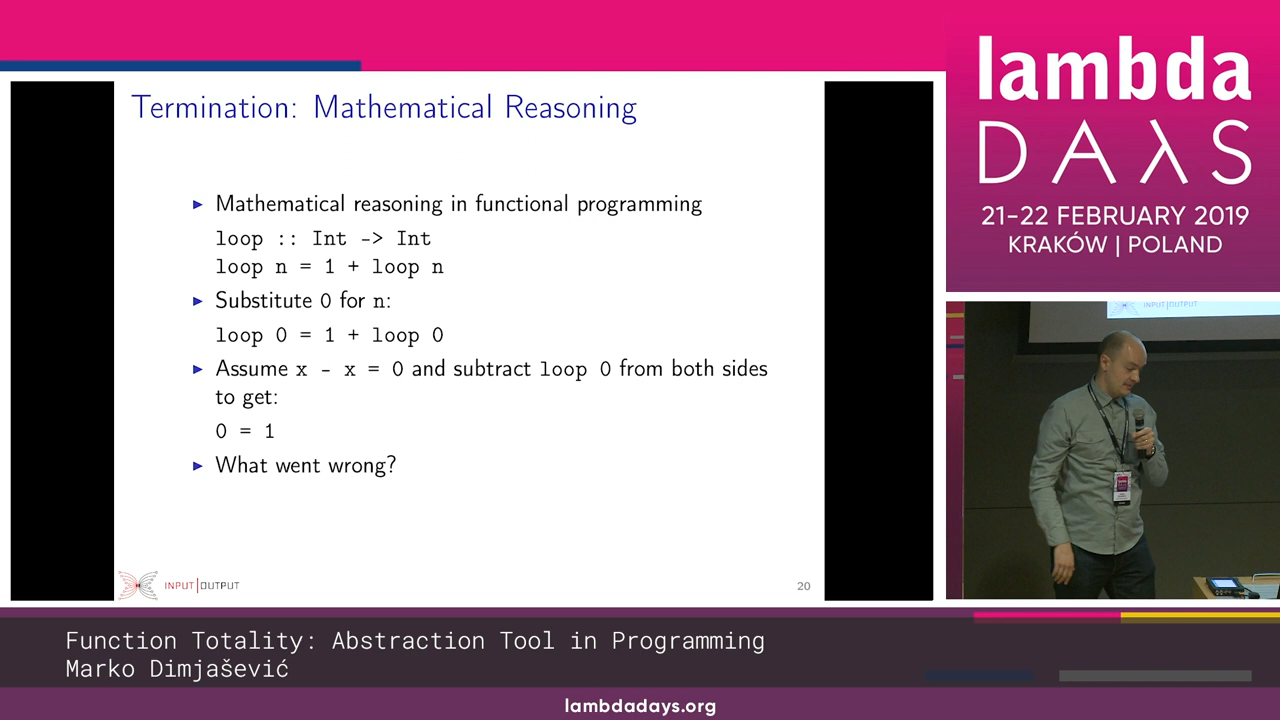 Termination: Mathematical Reasoning
▶ Mathematical reasoning in functional programming
loop :: Int -> Int
loop n = 1 + loop n
▶ Substitute 0 for n:
loop 0 = 1 + loop 0
▶ Assume x - x = 0 and subtract loop 0 from both sides
to get:
0 = 1
▶ What went wrong?
INPUT|OUTPUT
20
lambda
DAλS
21–22 FEBRUARY 2019
KRAKÓW | POLAND
INPUT|OUTPUT
Function Totality: Abstraction Tool in Programming
Marko Dimjašević
lambdadays.org